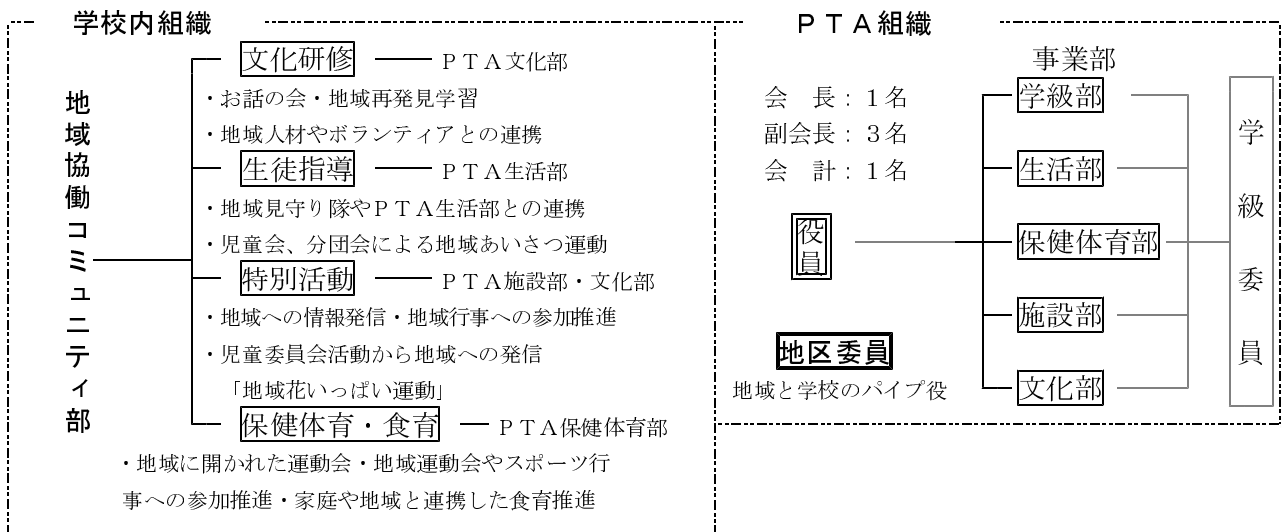 学校内組織
地域協働コミュニティ部
文化研修
ＰＴＡ文化部
・お話の会・地域再発見学習
・地域人材やボランティアとの連携
生徒指導
ＰＴＡ生活部
・地域見守り隊やＰＴＡ生活部との連携
・児童会、分団会による地域あいさつ運動
特別活動
ＰＴＡ施設部・文化部
・地域への情報発信・地域行事への参加推進
・児童委員会活動から地域への発信
「地域花いっぱい運動」
保健体育・食育
ＰＴＡ保健体育部
・地域に開かれた運動会・地域運動会やスポーツ行
事への参加推進・家庭や地域と連携した食育推進
ＰＴＡ組織
会　長：１名
副会長：３名
会　計：１名
役員
地区委員
地域と学校のパイプ役
事業部
学級部
生活部
保健体育部
施設部
文化部
学級委員